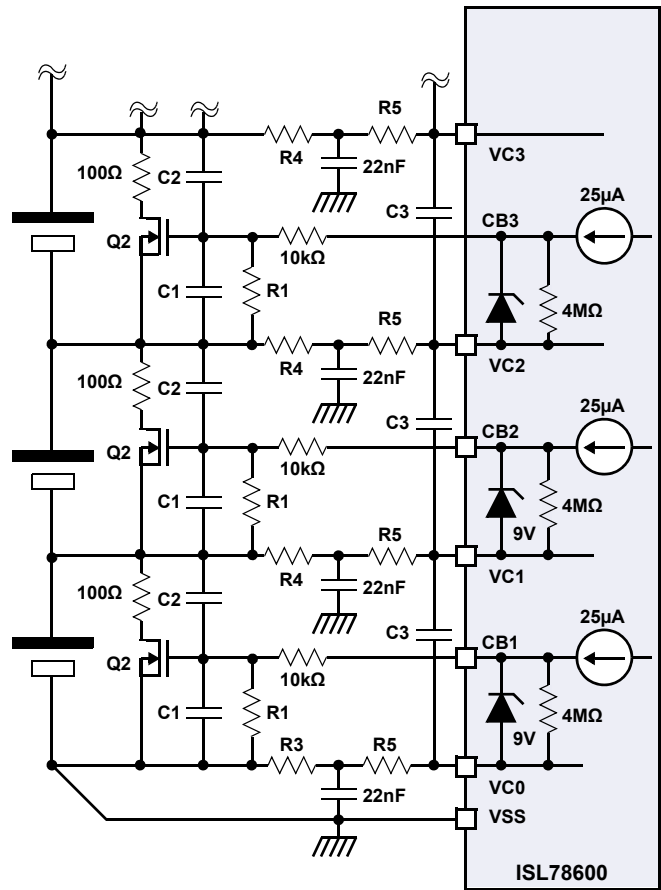 R5
VC3
100Ω
C2
R4
22nF
25µA
C3
CB3
Q2
10kΩ
C1
R1
4MΩ
R5
VC2
100Ω
C2
R4
22nF
25µA
C3
CB2
Q2
10kΩ
C1
R1
4MΩ
9V
R5
VC1
100Ω
C2
R4
22nF
25µA
C3
CB1
Q2
10kΩ
C1
R1
4MΩ
9V
R3
R5
VC0
22nF
VSS
ISL78600